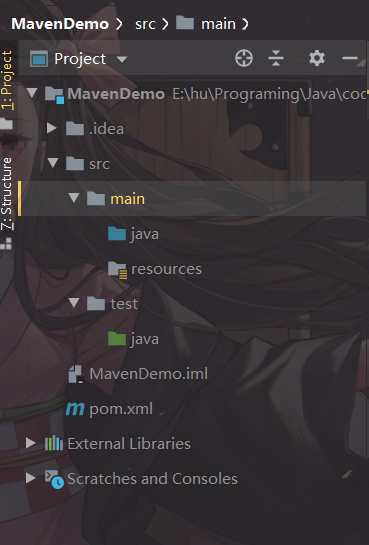 MavenDemo src main
Project
1: Project
MavenDemo E:\hu\Programing\Java\coc
.idea
src
Z: Structure
main
java
resources
test
java
MavenDemo.iml
m pom.xml
External Libraries
Scratches and Consoles